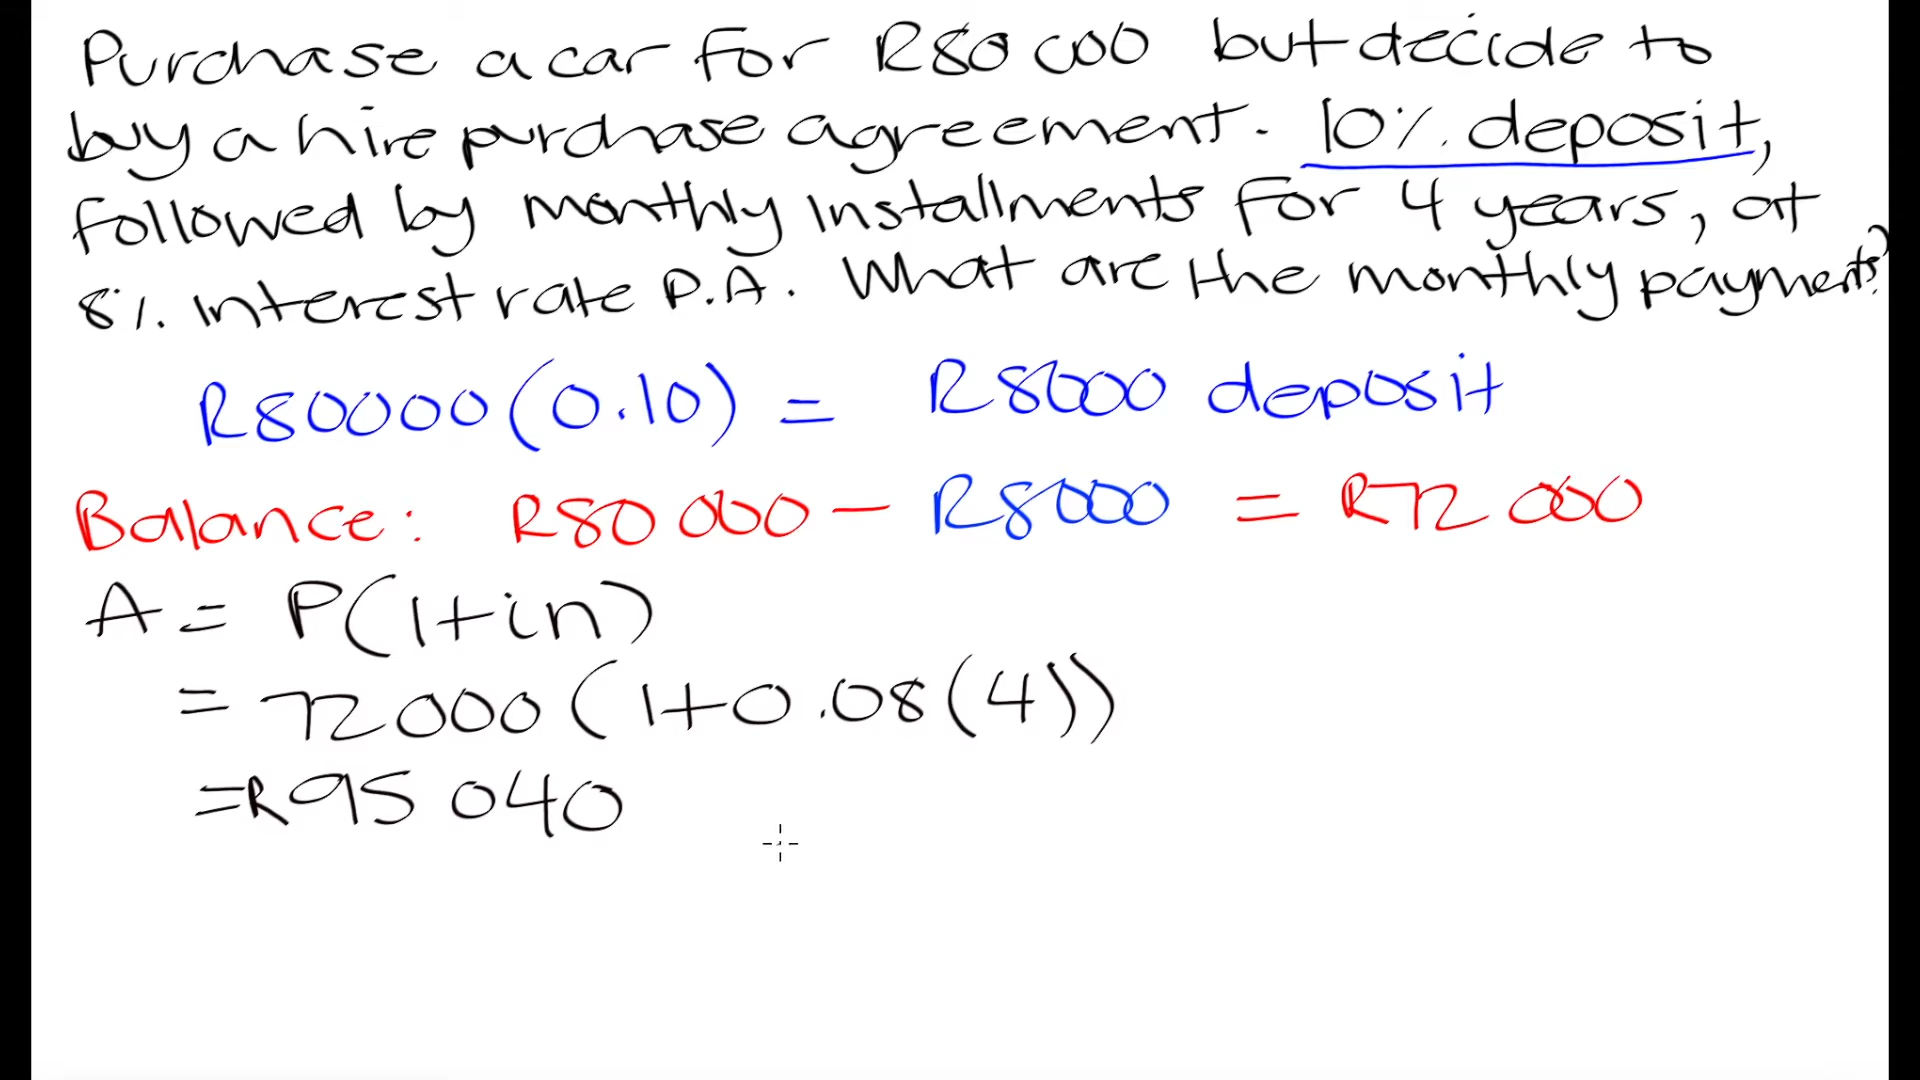 Purchase a car for R80 000 but decide to
buy a hire purchase agreement. 10% deposit,
followed by monthly installments for 4 years, at
8% interest rate P.A. What are the monthly payments?
R80000(0.10) = R8000 deposit
Balance: R80 000 - R8000 = R72 000
A = P(1+in)
= 72000(1+0.08(4))
=R95 040